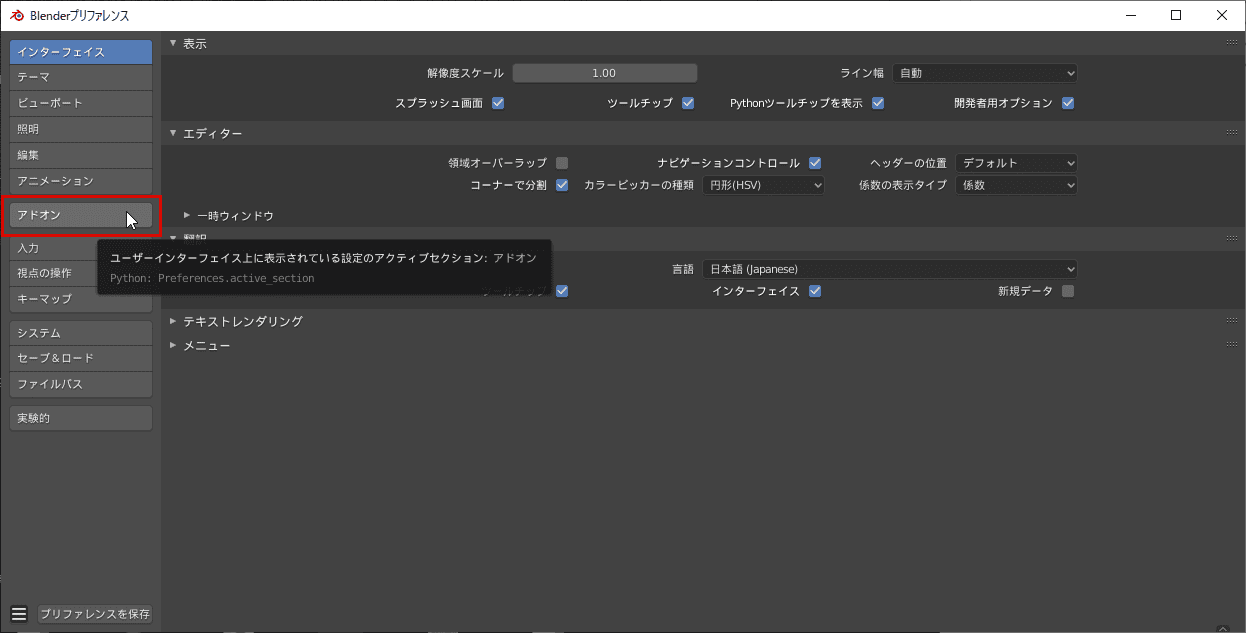 Blenderプリファレンス
インターフェイス
テーマ
ビューポート
照明
編集
アニメーション
アドオン
入力
視点の操作
キーマップ
システム
セーブ＆ロード
ファイルパス
実験的
プリファレンスを保存
表示
解像度スケール 1.00 ライン幅 自動
スプラッシュ画面 ツールチップ Pythonツールチップを表示 開発者用オプション
エディター
領域オーバーラップ ナビゲーションコントロール ヘッダーの位置 デフォルト
コーナーで分割 カラーピッカーの種類 円形(HSV) 係数の表示タイプ 係数
一時ウィンドウ
翻訳
ユーザーインターフェイス上に表示されている設定のアクティブセクション: アドオン
Python: Preferences.active_section
言語 日本語 (Japanese)
ツールチップ インターフェイス 新規データ
テキストレンダリング
メニュー